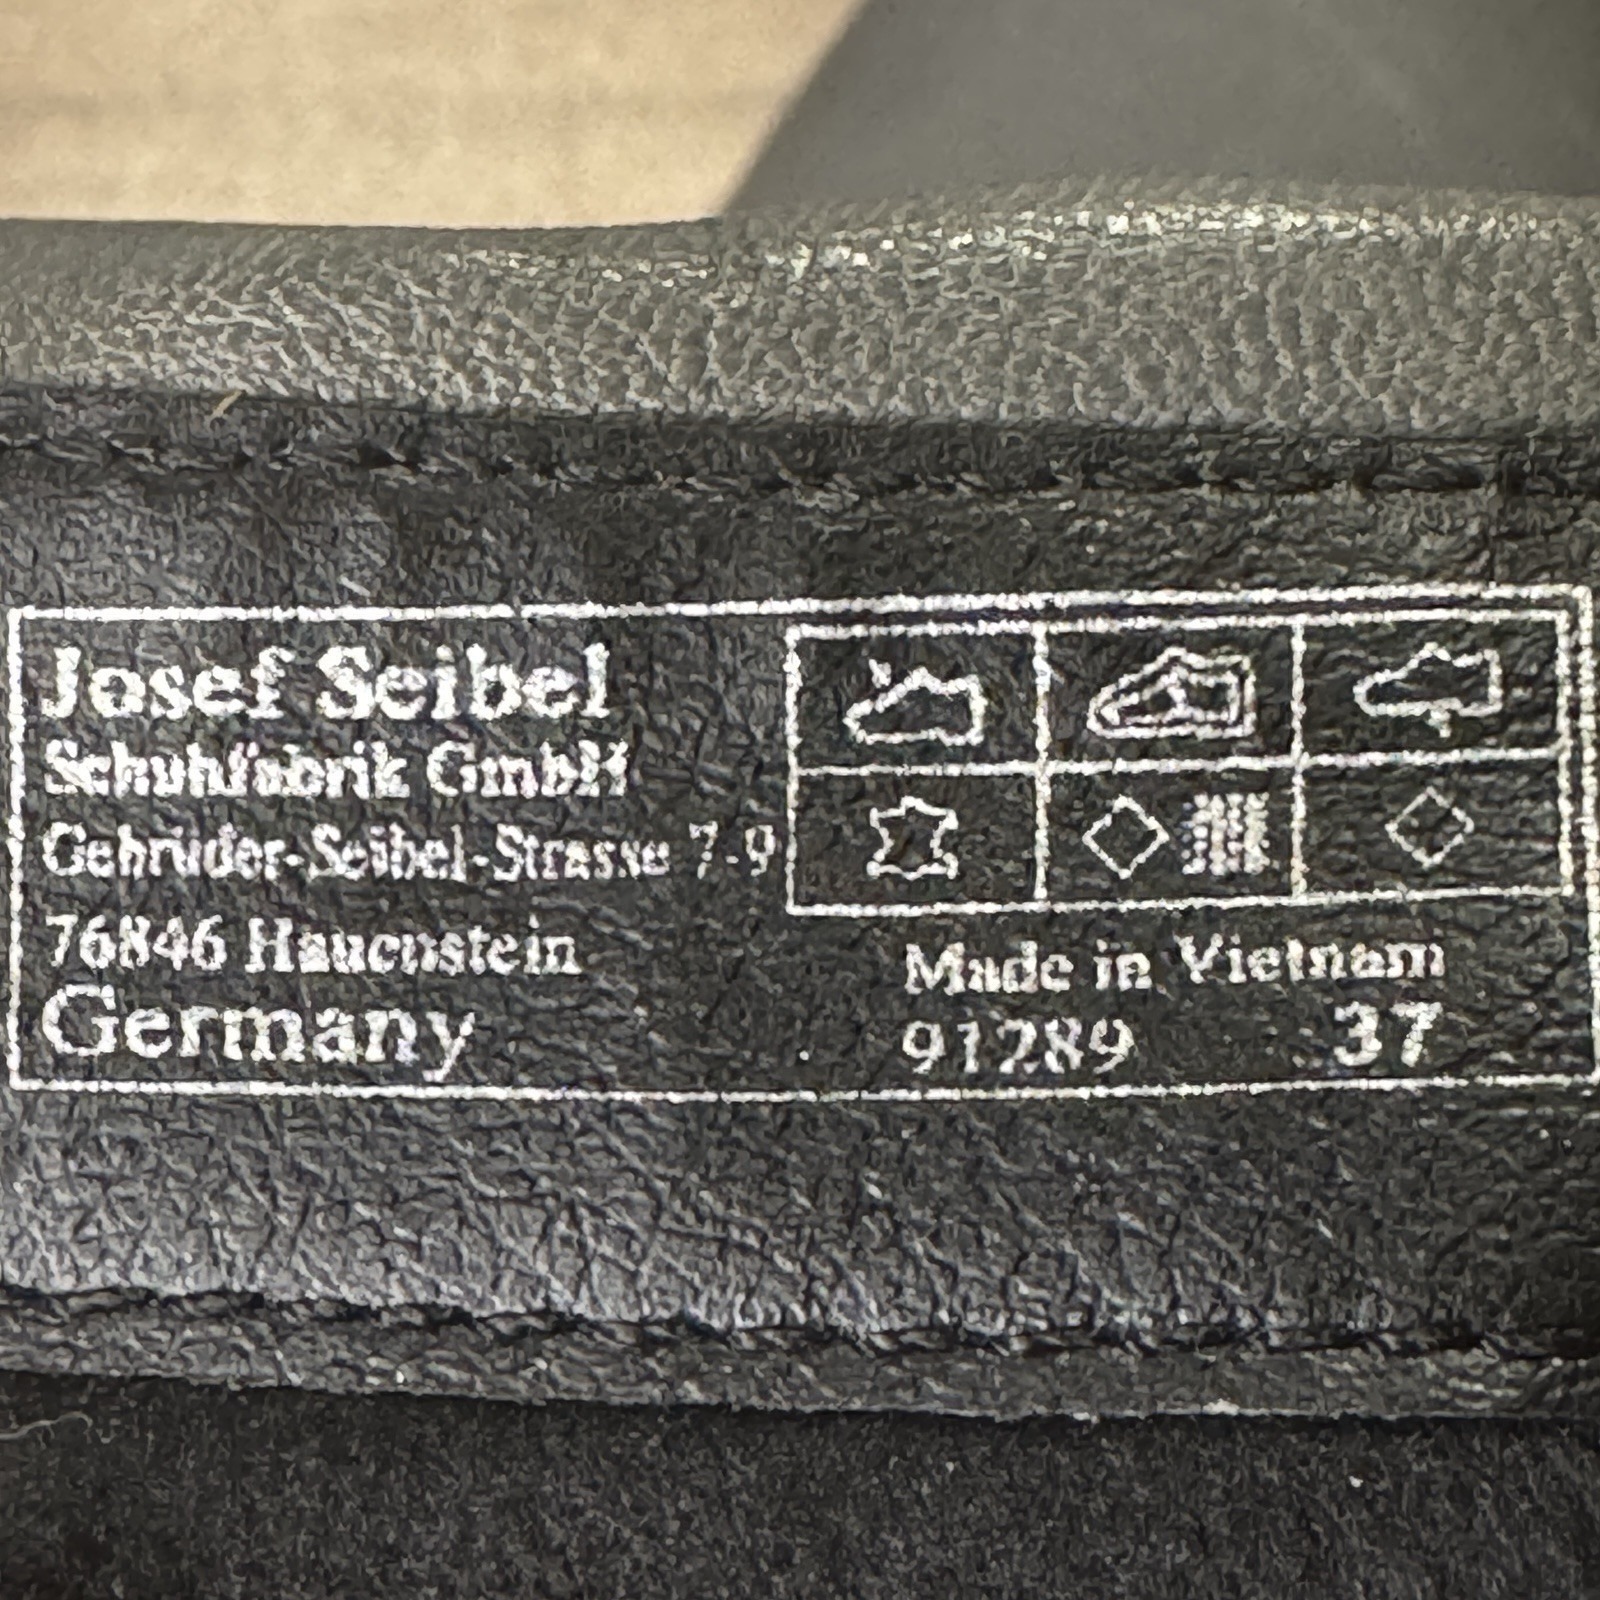 Josef Seibel
Schuhfabrik GmbH
Gebrüder-Seibel-Strasse 7-9
76846 Hauenstein
Germany
Made in Vietnam
91289 37